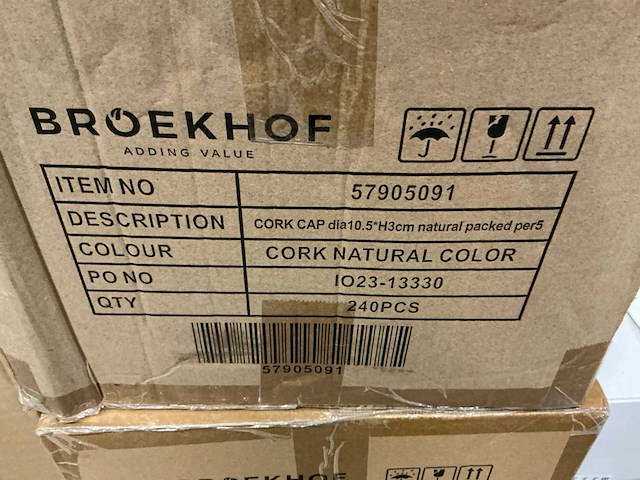 BROEKHOF
ADDING VALUE
ITEM NO 57905091
DESCRIPTION CORK CAP dia10.5*H3cm natural packed per5
COLOUR CORK NATURAL COLOR
PO NO IO23-13330
QTY 240PCS
57905091
BROEKHOF